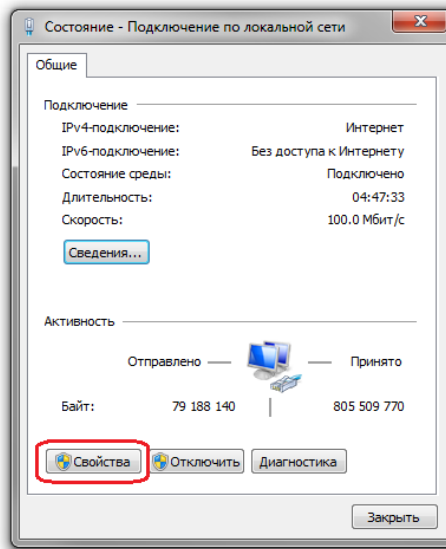 Состояние - Подключение по локальной сети
Общие
Подключение
IPv4-подключение: Интернет
IPv6-подключение: Без доступа к Интернету
Состояние среды: Подключено
Длительность: 04:47:33
Скорость: 100.0 Мбит/с
Сведения...
Активность
Отправлено — — Принято
Байт: 79 188 140 | 805 509 770
Свойства Отключить Диагностика
Закрыть